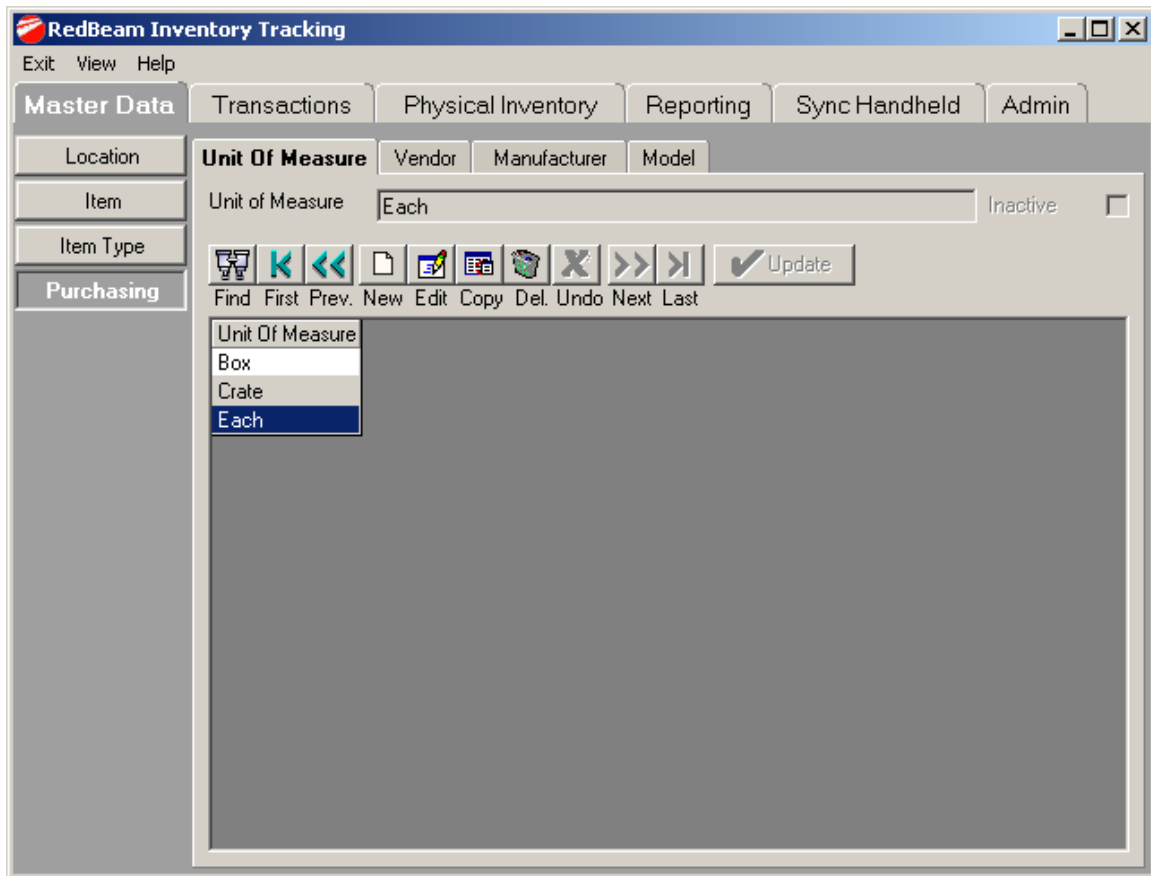 RedBeam Inventory Tracking
Exit View Help
Master Data Transactions Physical Inventory Reporting Sync Handheld Admin
Location
Item
Item Type
Purchasing
Unit Of Measure Vendor Manufacturer Model
Unit of Measure Each Inactive
Update
Find First Prev. New Edit Copy Del. Undo Next Last
Unit Of Measure
Box
Crate
Each